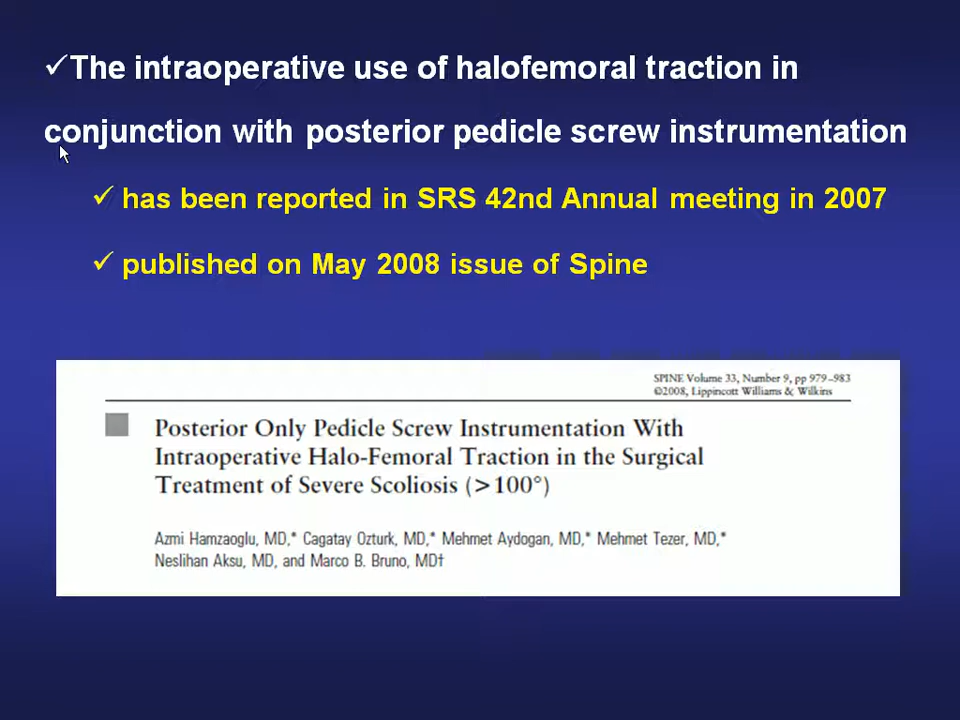 ✓The intraoperative use of halofemoral traction in
conjunction with posterior pedicle screw instrumentation
✓ has been reported in SRS 42nd Annual meeting in 2007
✓ published on May 2008 issue of Spine
SPINE Volume 33, Number 9, pp 979–983
©2008, Lippincott Williams & Wilkins
Posterior Only Pedicle Screw Instrumentation With
Intraoperative Halo-Femoral Traction in the Surgical
Treatment of Severe Scoliosis (>100°)
Azmi Hamzaoglu, MD,* Cagatay Ozturk, MD,* Mehmet Aydogan, MD,* Mehmet Tezer, MD,*
Neslihan Aksu, MD, and Marco B. Bruno, MD†